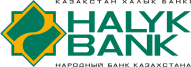 ҚАЗАҚСТАН ХАЛЫҚ БАНКІ
HALYK
BANK
НАРОДНЫЙ БАНК КАЗАХСТАНА